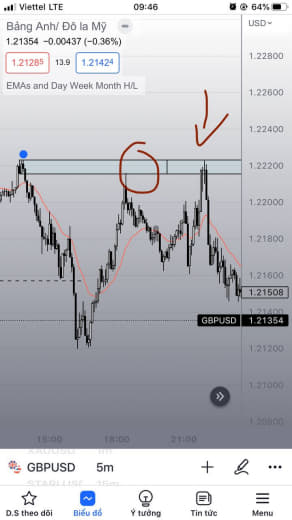 Viettel LTE 09:46 64%
Bảng Anh/ Đô la Mỹ
USD
1.21354 −0.00437 (−0.36%)
1.21285 13.9 1.21424
EMAs and Day Week Month H/L
1.22800
1.22600
1.22400
1.22200
1.22000
1.21800
1.21600
1.21508
GBPUSD 1.21354
1.21200
1.21000
1.20800
15:00 18:00 21:00
GBPUSD 5m
D.S theo dõi Biểu đồ Ý tưởng Tin tức Menu